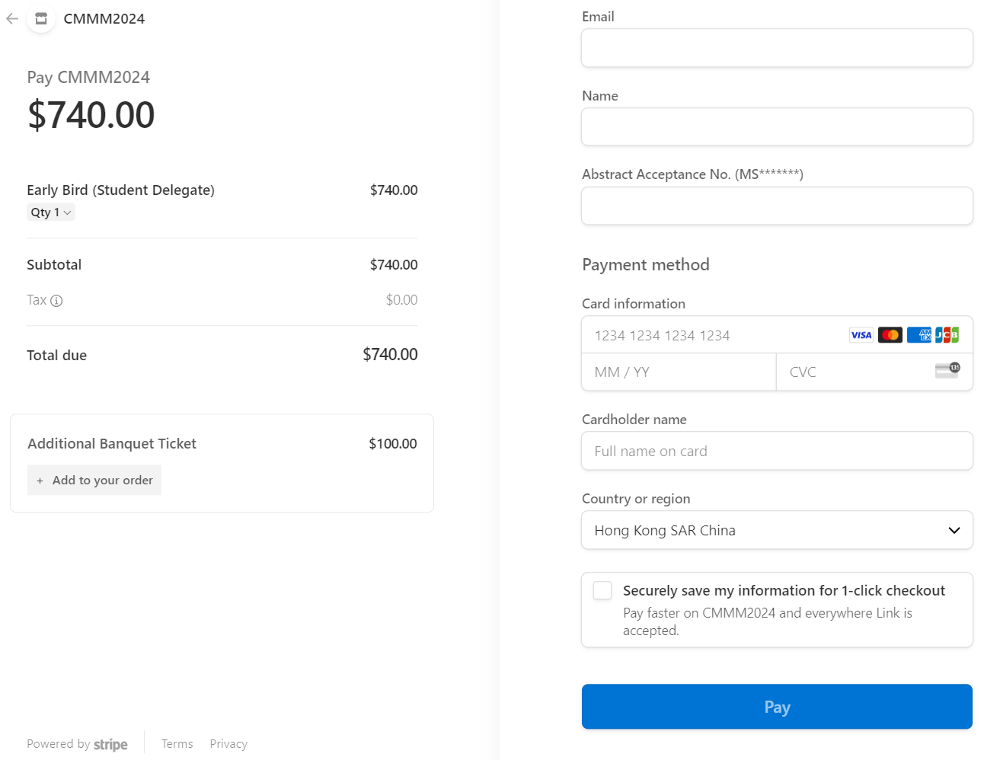 CMMM2024
Pay CMMM2024
$740.00
Early Bird (Student Delegate) $740.00
Qty 1
Subtotal $740.00
Tax $0.00
Total due $740.00
Additional Banquet Ticket $100.00
+ Add to your order
Powered by stripe Terms Privacy
Email
Name
Abstract Acceptance No. (MS*******)
Payment method
Card information
1234 1234 1234 1234 VISA AMEX JCB
MM / YY CVC 135
Cardholder name
Full name on card
Country or region
Hong Kong SAR China
Securely save my information for 1-click checkout
Pay faster on CMMM2024 and everywhere Link is
accepted.
Pay